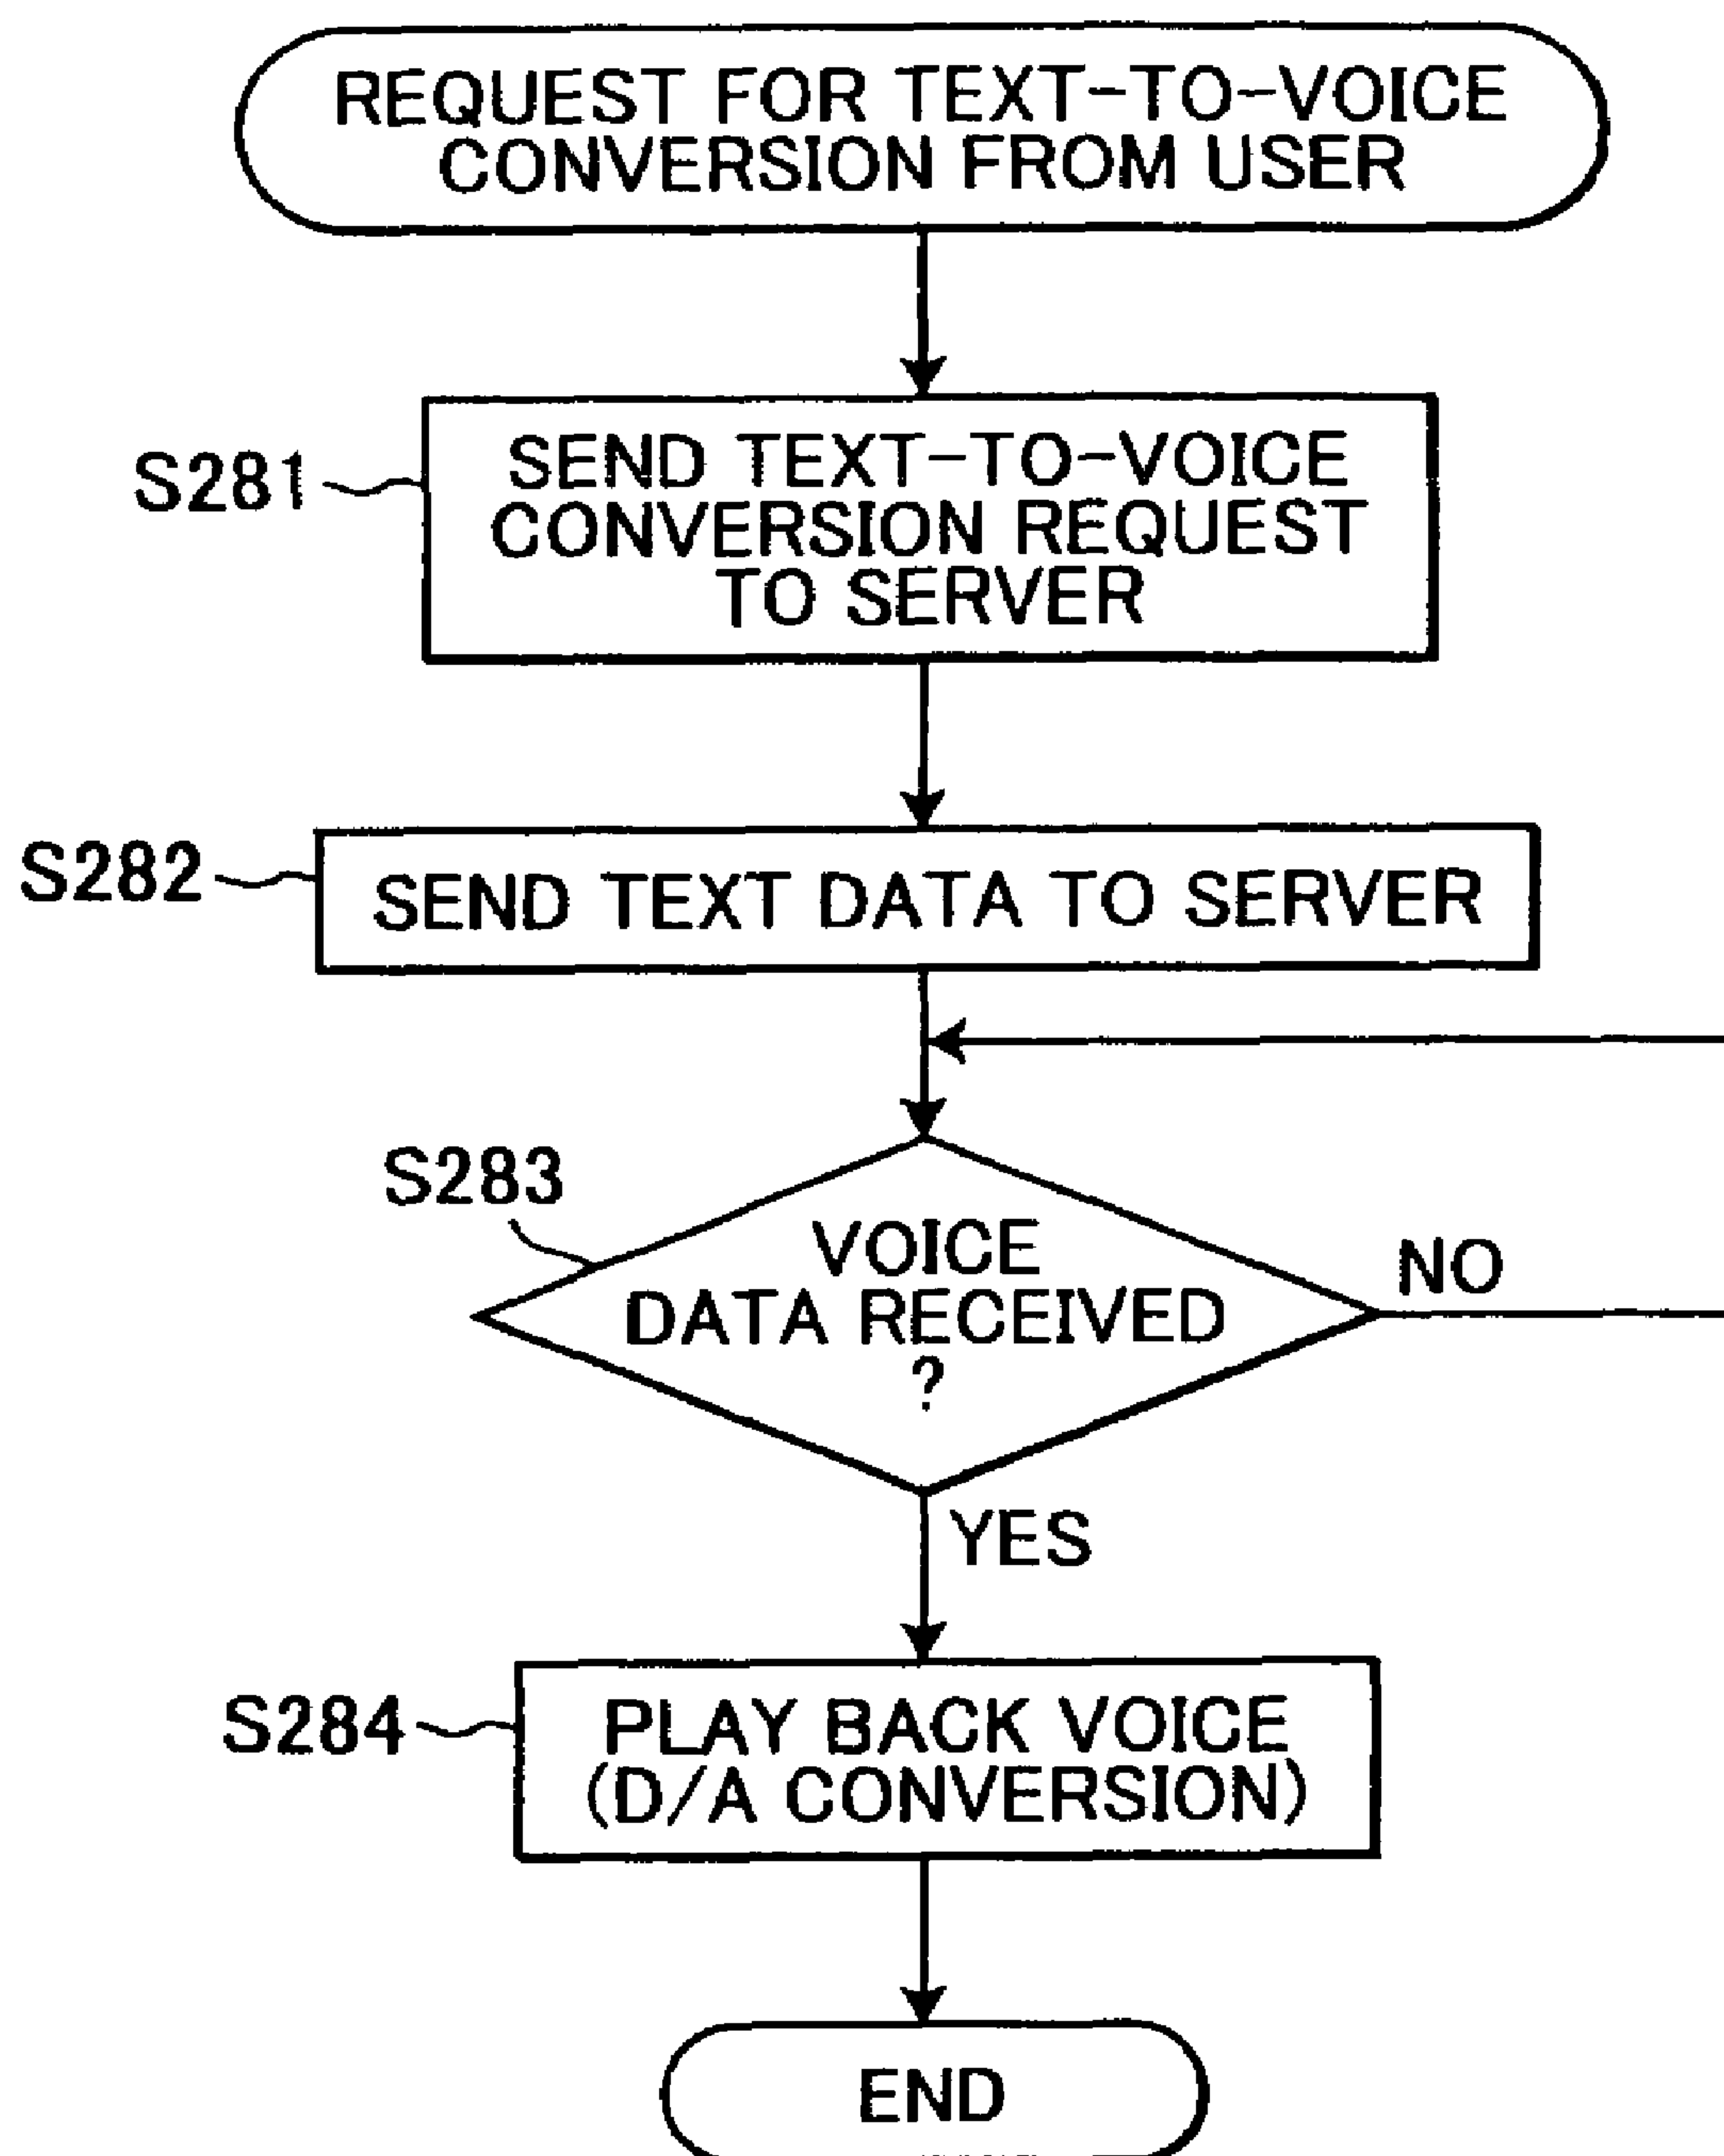 REQUEST FOR TEXT-TO-VOICE
CONVERSION FROM USER
S281
SEND TEXT-TO-VOICE
CONVERSION REQUEST
TO SERVER
S282
SEND TEXT DATA TO SERVER
S283
VOICE
DATA RECEIVED
?
NO
YES
S284
PLAY BACK VOICE
(D/A CONVERSION)
END